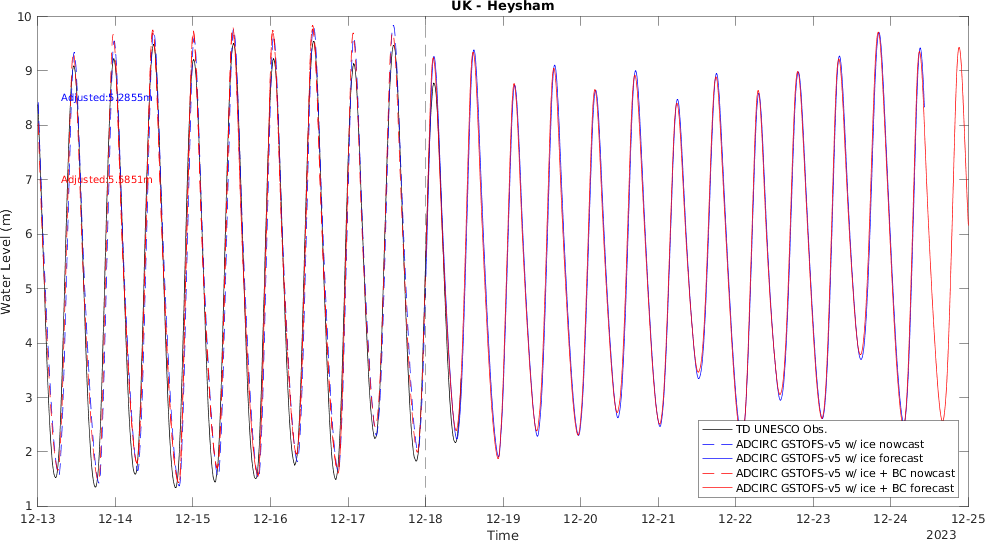 UK - Heysham
10
9
8
7
6
5
4
3
2
1
Water Level (m)
Adjusted:5.2855m
Adjusted:5.5851m
TD UNESCO Obs.
ADCIRC GSTOFS-v5 w/ ice nowcast
ADCIRC GSTOFS-v5 w/ ice forecast
ADCIRC GSTOFS-v5 w/ ice + BC nowcast
ADCIRC GSTOFS-v5 w/ ice + BC forecast
12-13 12-14 12-15 12-16 12-17 12-18 12-19 12-20 12-21 12-22 12-23 12-24 12-25
Time
2023